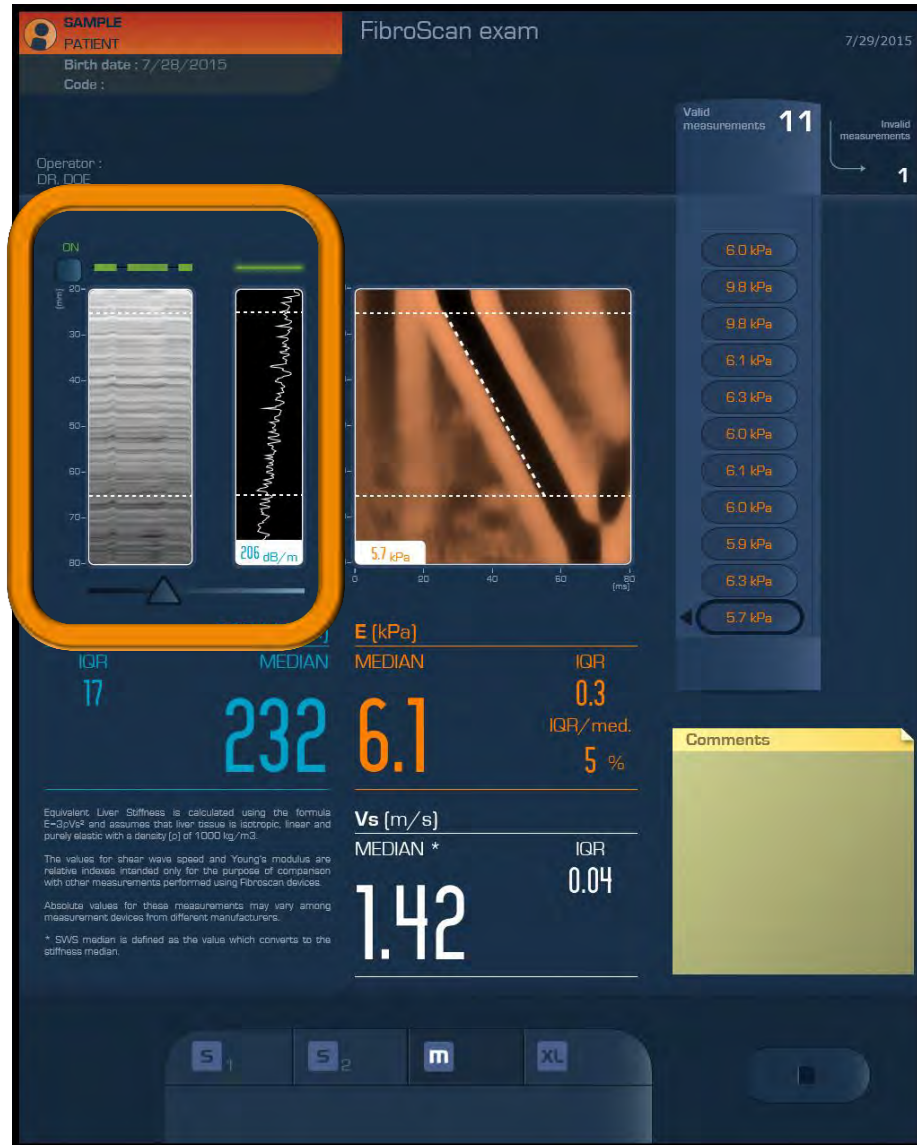 SAMPLE
PATIENT
Birth date : 7/28/2015
Code :
FibroScan exam
7/29/2015
Operator :
DR. DOE
Valid
measurements 11
Invalid
measurements
1
ON
[mm]
20-
30-
40-
50-
60-
70-
80-
206 dB/m
5.7 kPa
0 20 40 60 80
[ms]
6.0 kPa
9.8 kPa
9.8 kPa
6.1 kPa
6.3 kPa
6.0 kPa
6.1 kPa
6.0 kPa
5.9 kPa
6.3 kPa
5.7 kPa
IQR MEDIAN
17
232
E (kPa)
MEDIAN IQR
6.1
0.3
IQR/med.
5 %
Equivalent Liver Stiffness is calculated using the formula
E=3ρVs² and assumes that liver tissue is isotropic, linear and
purely elastic with a density (ρ) of 1000 kg/m3.
The values for shear wave speed and Young's modulus are
relative indexes intended only for the purpose of comparison
with other measurements performed using Fibroscan devices.
Absolute values for these measurements may vary among
measurement devices from different manufacturers.
* SWS median is defined as the value which converts to the
stiffness median.
Vs (m/s)
MEDIAN * IQR
1.42
0.04
Comments
S 1
S 2
m
XL